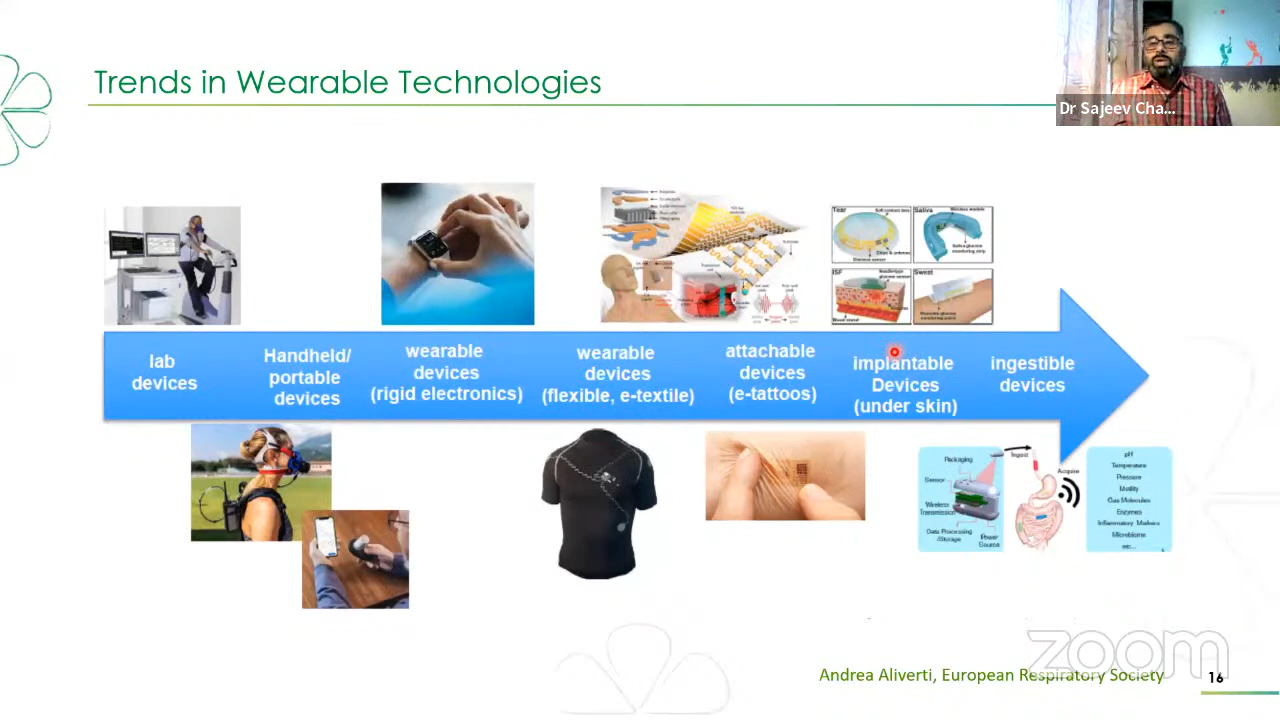 Trends in Wearable Technologies
Dr Sajeev Cha...
Tear
Saliva
ISF
Sweat
lab
devices
Handheld/
portable
devices
wearable
devices
(rigid electronics)
wearable
devices
(flexible, e-textile)
attachable
devices
(e-tattoos)
implantable
Devices
(under skin)
ingestible
devices
Packaging
Sensor
Wireless
Transmission
Data Processing
/Storage
Power
Source
Ingest
Acquire
pH
Temperature
Pressure
Motility
Gas Molecules
Enzymes
Inflammatory Markers
Microbiome
etc...
zoom
Andrea Aliverti, European Respiratory Society
16